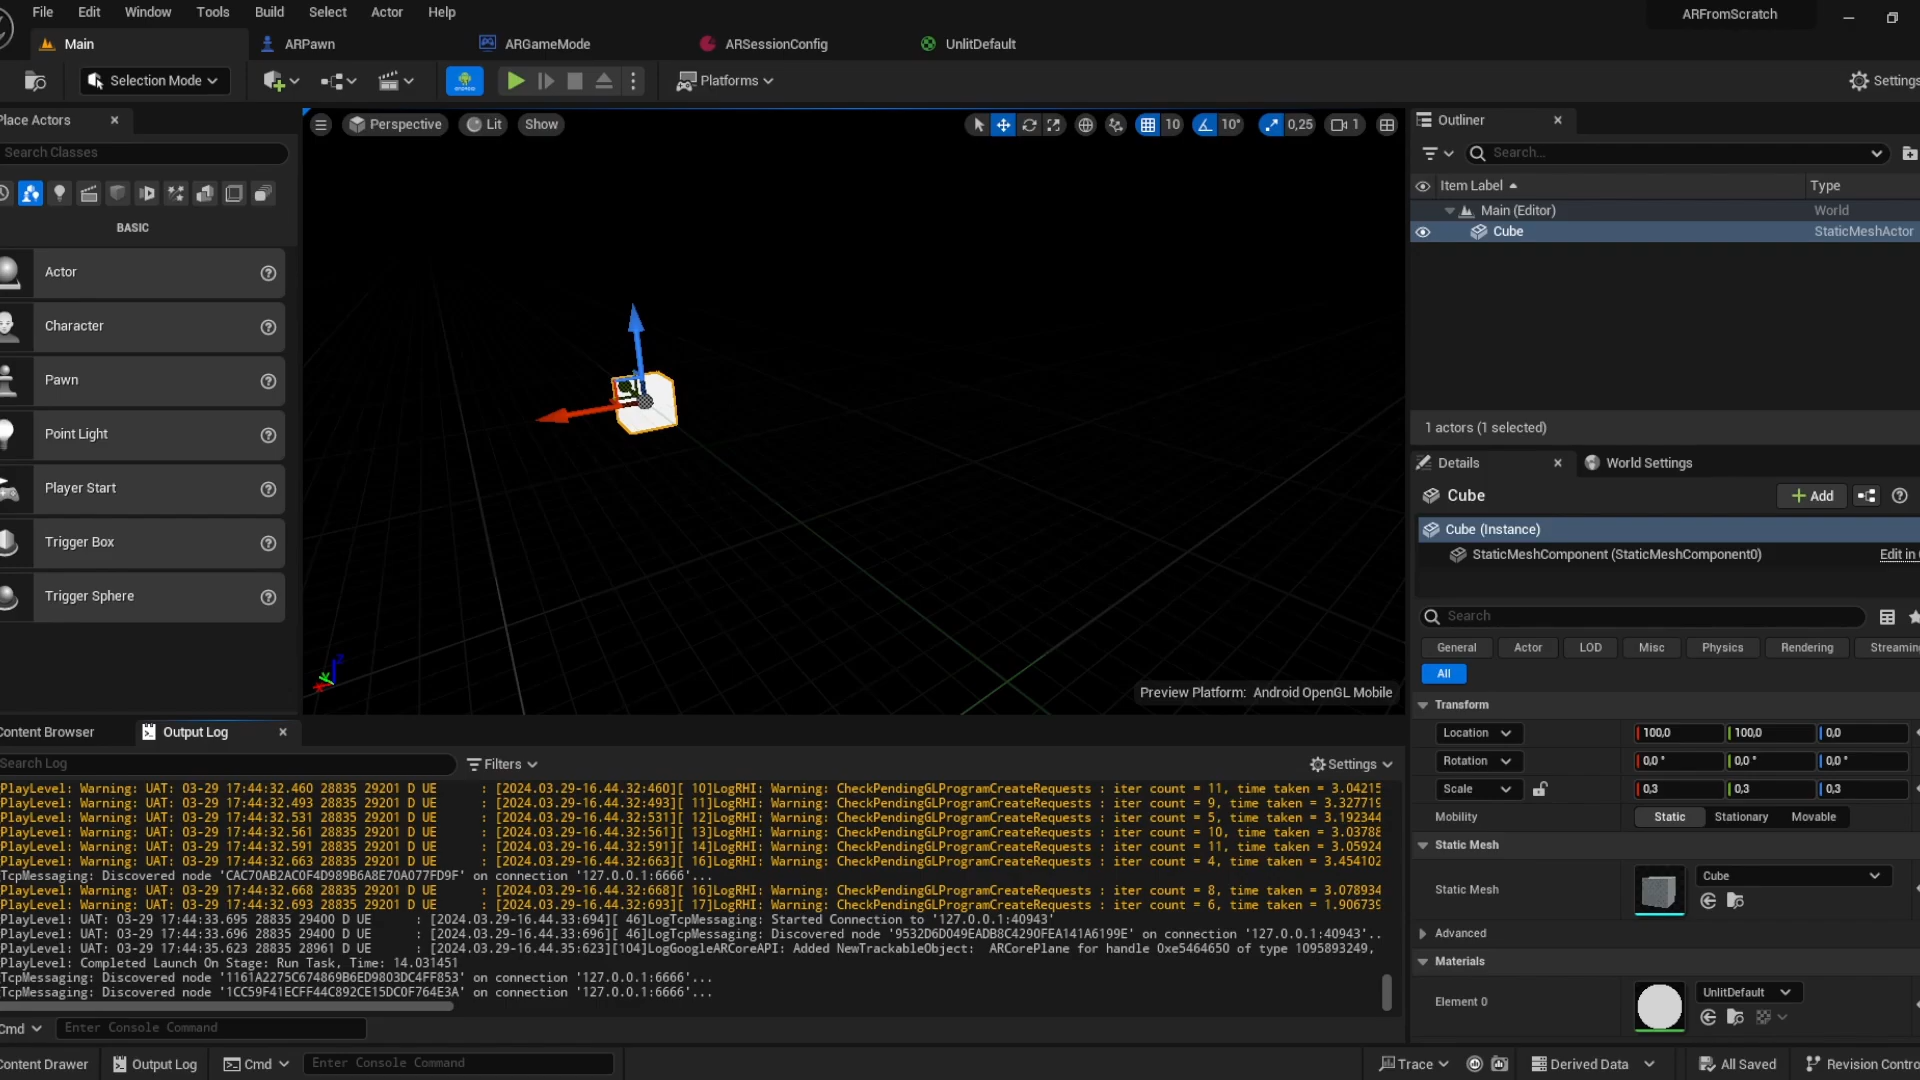 File Edit Window Tools Build Select Actor Help ARFromScratch
Main ARPawn ARGameMode ARSessionConfig UnlitDefault
Selection Mode Platforms Settings
Place Actors Perspective Lit Show 10 10° 0,25 1 Outliner
Search Classes Search...
Item Label Type
BASIC Main (Editor) World
Cube StaticMeshActor
Actor
Character
Pawn
Point Light 1 actors (1 selected)
Details World Settings
Player Start Cube Add
Cube (Instance)
Trigger Box StaticMeshComponent (StaticMeshComponent0) Edit in
Trigger Sphere Search
General Actor LOD Misc Physics Rendering Streaming
All
Preview Platform: Android OpenGL Mobile
Transform
Content Browser Output Log Location 100,0 100,0 0,0
Search Log Filters Settings Rotation 0,0 ° 0,0 ° 0,0 °
PlayLevel: Warning: UAT: 03-29 17:44:32.460 28835 29201 D UE : [2024.03.29-16.44.32:460][ 10]LogRHI: Warning: CheckPendingGLProgramCreateRequests : iter count = 11, time taken = 3.04215
Scale 0,3 0,3 0,3
PlayLevel: Warning: UAT: 03-29 17:44:32.493 28835 29201 D UE : [2024.03.29-16.44.32:493][ 11]LogRHI: Warning: CheckPendingGLProgramCreateRequests : iter count = 9, time taken = 3.327719
PlayLevel: Warning: UAT: 03-29 17:44:32.531 28835 29201 D UE : [2024.03.29-16.44.32:531][ 12]LogRHI: Warning: CheckPendingGLProgramCreateRequests : iter count = 5, time taken = 3.192344
Mobility Static Stationary Movable
PlayLevel: Warning: UAT: 03-29 17:44:32.561 28835 29201 D UE : [2024.03.29-16.44.32:561][ 13]LogRHI: Warning: CheckPendingGLProgramCreateRequests : iter count = 10, time taken = 3.03788
PlayLevel: Warning: UAT: 03-29 17:44:32.591 28835 29201 D UE : [2024.03.29-16.44.32:591][ 14]LogRHI: Warning: CheckPendingGLProgramCreateRequests : iter count = 11, time taken = 3.05924
Static Mesh
PlayLevel: Warning: UAT: 03-29 17:44:32.663 28835 29201 D UE : [2024.03.29-16.44.32:663][ 16]LogRHI: Warning: CheckPendingGLProgramCreateRequests : iter count = 4, time taken = 3.454102
TcpMessaging: Discovered node 'CAC70AB2AC0F4D989B6A8E70A077FD9F' on connection '127.0.0.1:6666'...
Cube
PlayLevel: Warning: UAT: 03-29 17:44:32.668 28835 29201 D UE : [2024.03.29-16.44.32:668][ 16]LogRHI: Warning: CheckPendingGLProgramCreateRequests : iter count = 8, time taken = 3.078934
Static Mesh
PlayLevel: Warning: UAT: 03-29 17:44:32.693 28835 29201 D UE : [2024.03.29-16.44.32:693][ 17]LogRHI: Warning: CheckPendingGLProgramCreateRequests : iter count = 6, time taken = 1.906739
PlayLevel: UAT: 03-29 17:44:33.695 28835 29400 D UE : [2024.03.29-16.44.33:694][ 46]LogTcpMessaging: Started Connection to '127.0.0.1:40943'
PlayLevel: UAT: 03-29 17:44:33.696 28835 29400 D UE : [2024.03.29-16.44.33:696][ 46]LogTcpMessaging: Discovered node '9532D6D049EADB8C4290FEA141A6199E' on connection '127.0.0.1:40943'..
Advanced
PlayLevel: UAT: 03-29 17:44:35.623 28835 28961 D UE : [2024.03.29-16.44.35:623][104]LogGoogleARCoreAPI: Added NewTrackableObject: ARCorePlane for handle 0xe5464650 of type 1095893249,
PlayLevel: Completed Launch On Stage: Run Task, Time: 14.031451
Materials
TcpMessaging: Discovered node '1161A2275C674869B6ED9803DC4FF853' on connection '127.0.0.1:6666'...
TcpMessaging: Discovered node '1CC59F41ECFF44C892CE15DC0F764E3A' on connection '127.0.0.1:6666'...
Element 0 UnlitDefault
Cmd Enter Console Command
Content Drawer Output Log Cmd Enter Console Command Trace Derived Data All Saved Revision Contro